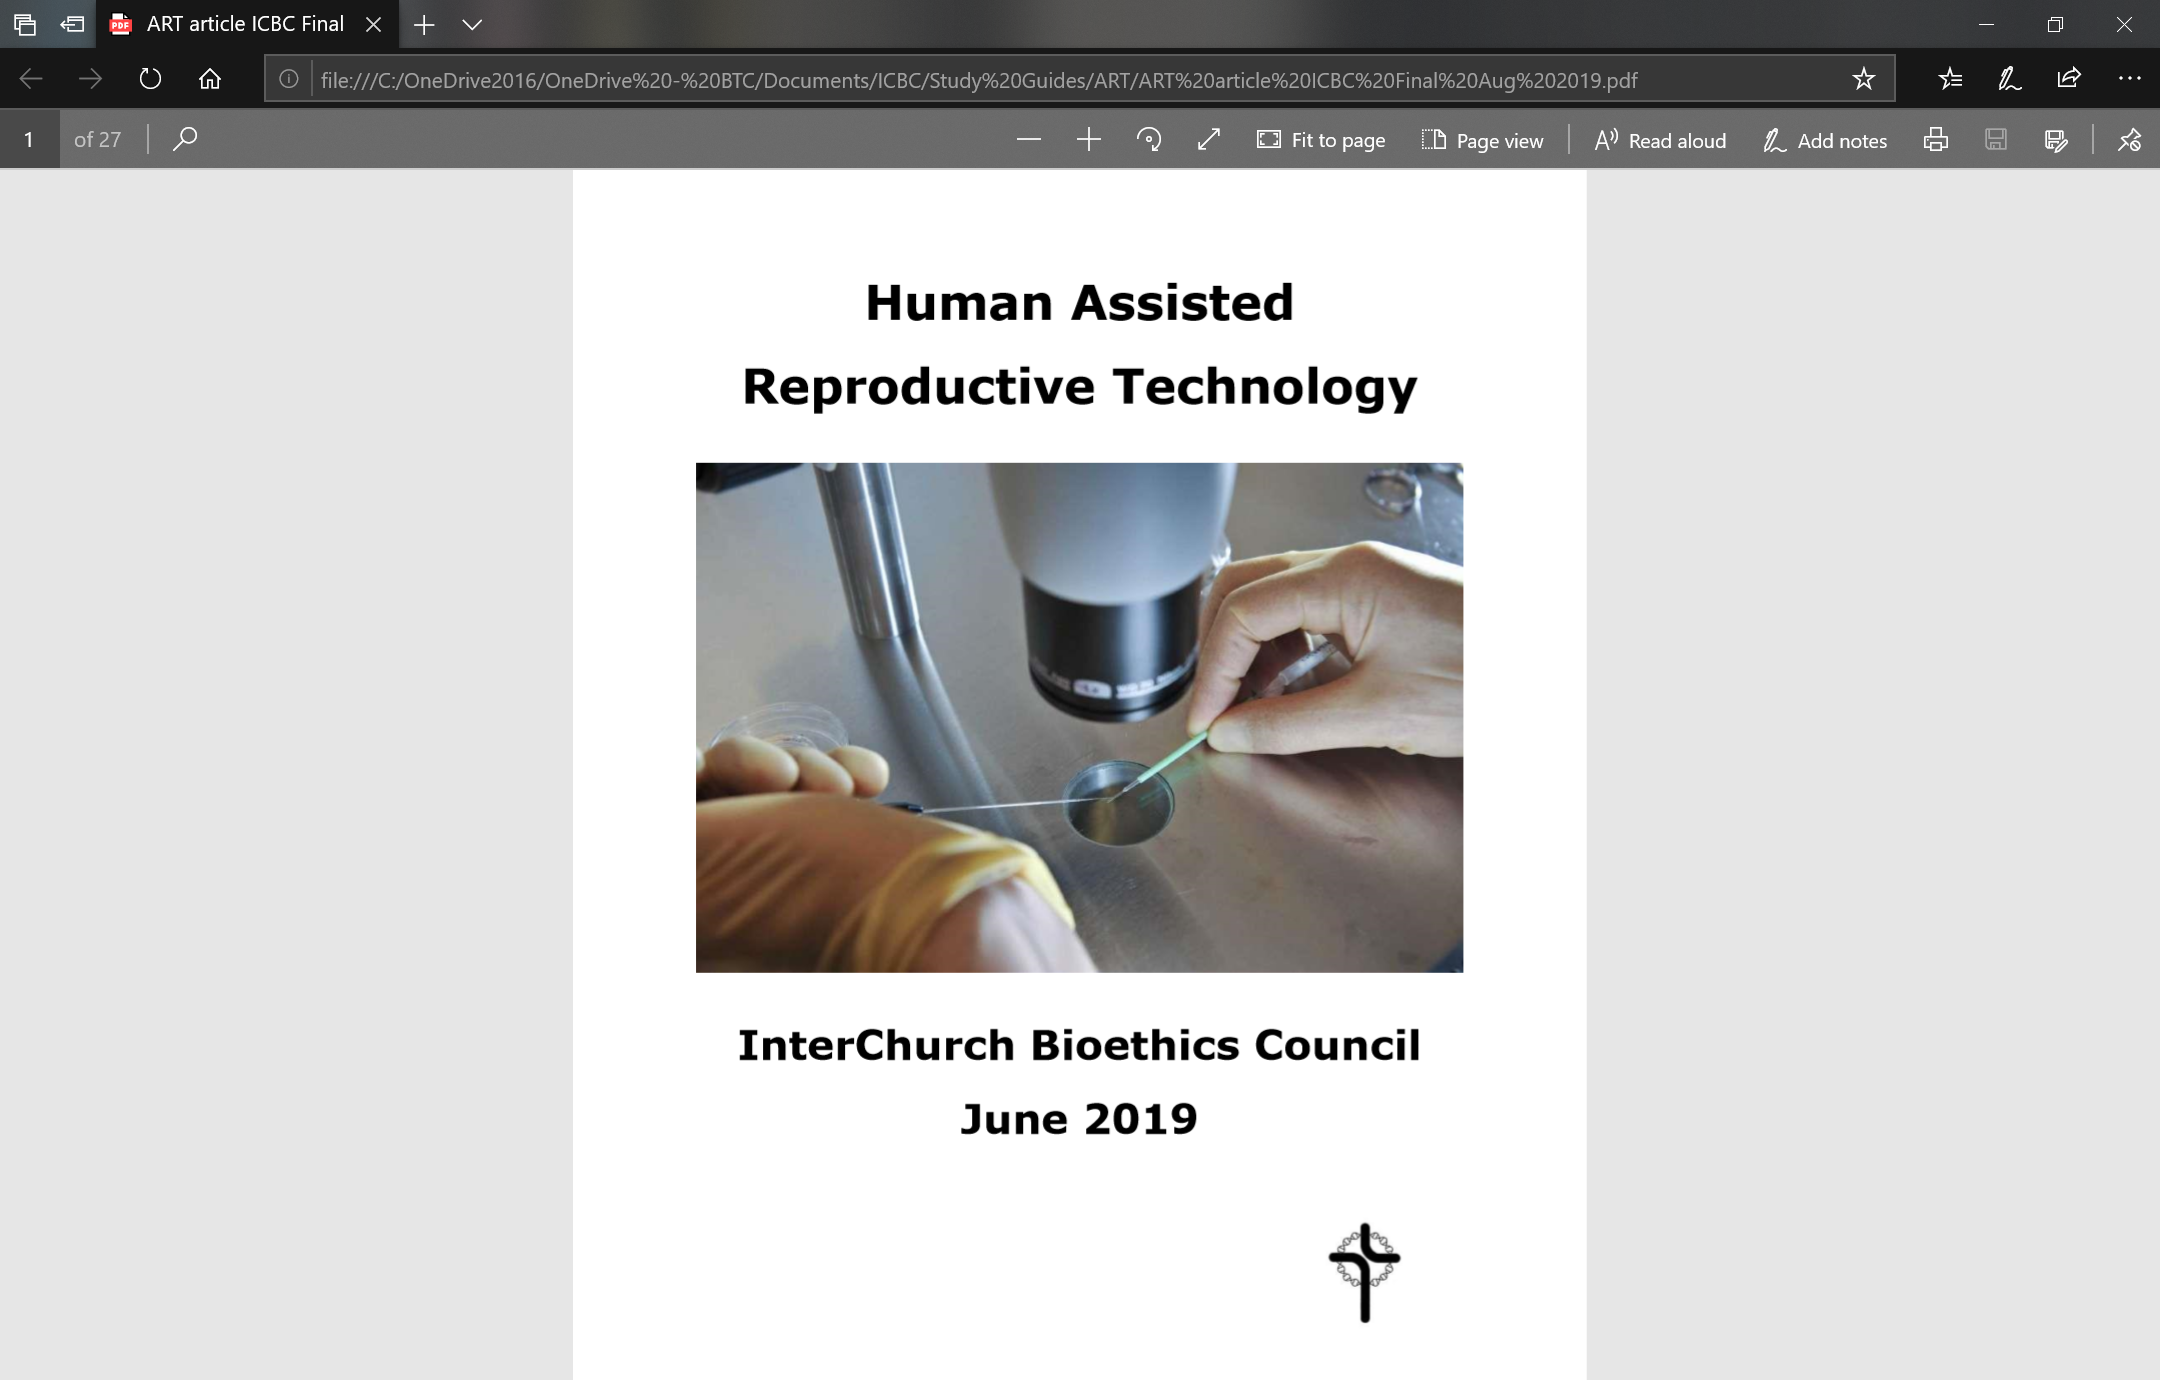 ART article ICBC Final
file:///C:/OneDrive2016/OneDrive%20-%20BTC/Documents/ICBC/Study%20Guides/ART/ART%20article%20ICBC%20Final%20Aug%202019.pdf
1 of 27 Fit to page Page view Read aloud Add notes
Human Assisted
Reproductive Technology
InterChurch Bioethics Council
June 2019